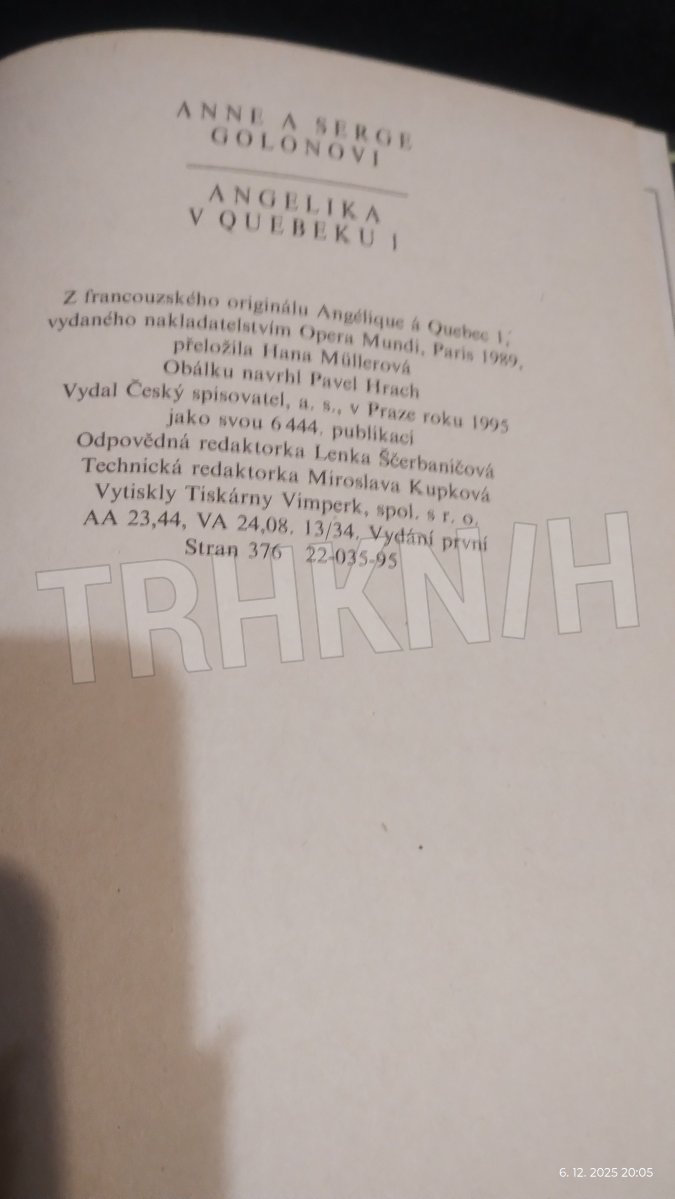 ANNE A SERGE
GOLONOVI
ANGELIKA
V QUEBEKU I
Z francouzského originálu Angélique á Quebec 1,
vydaného nakladatelstvím Opera Mundi, Paris 1989,
přeložila Hana Müllerová
Obálku navrhl Pavel Hrach
Vydal Český spisovatel, a. s., v Praze roku 1995
jako svou 6 444. publikaci
Odpovědná redaktorka Lenka Ščerbaničová
Technická redaktorka Miroslava Kupková
Vytiskly Tiskárny Vimperk, spol. s r. o.
AA 23,44, VA 24,08. 13/34. Vydání první
Stran 376 22-035-95
TRHKNIH
6. 12. 2025 20:05